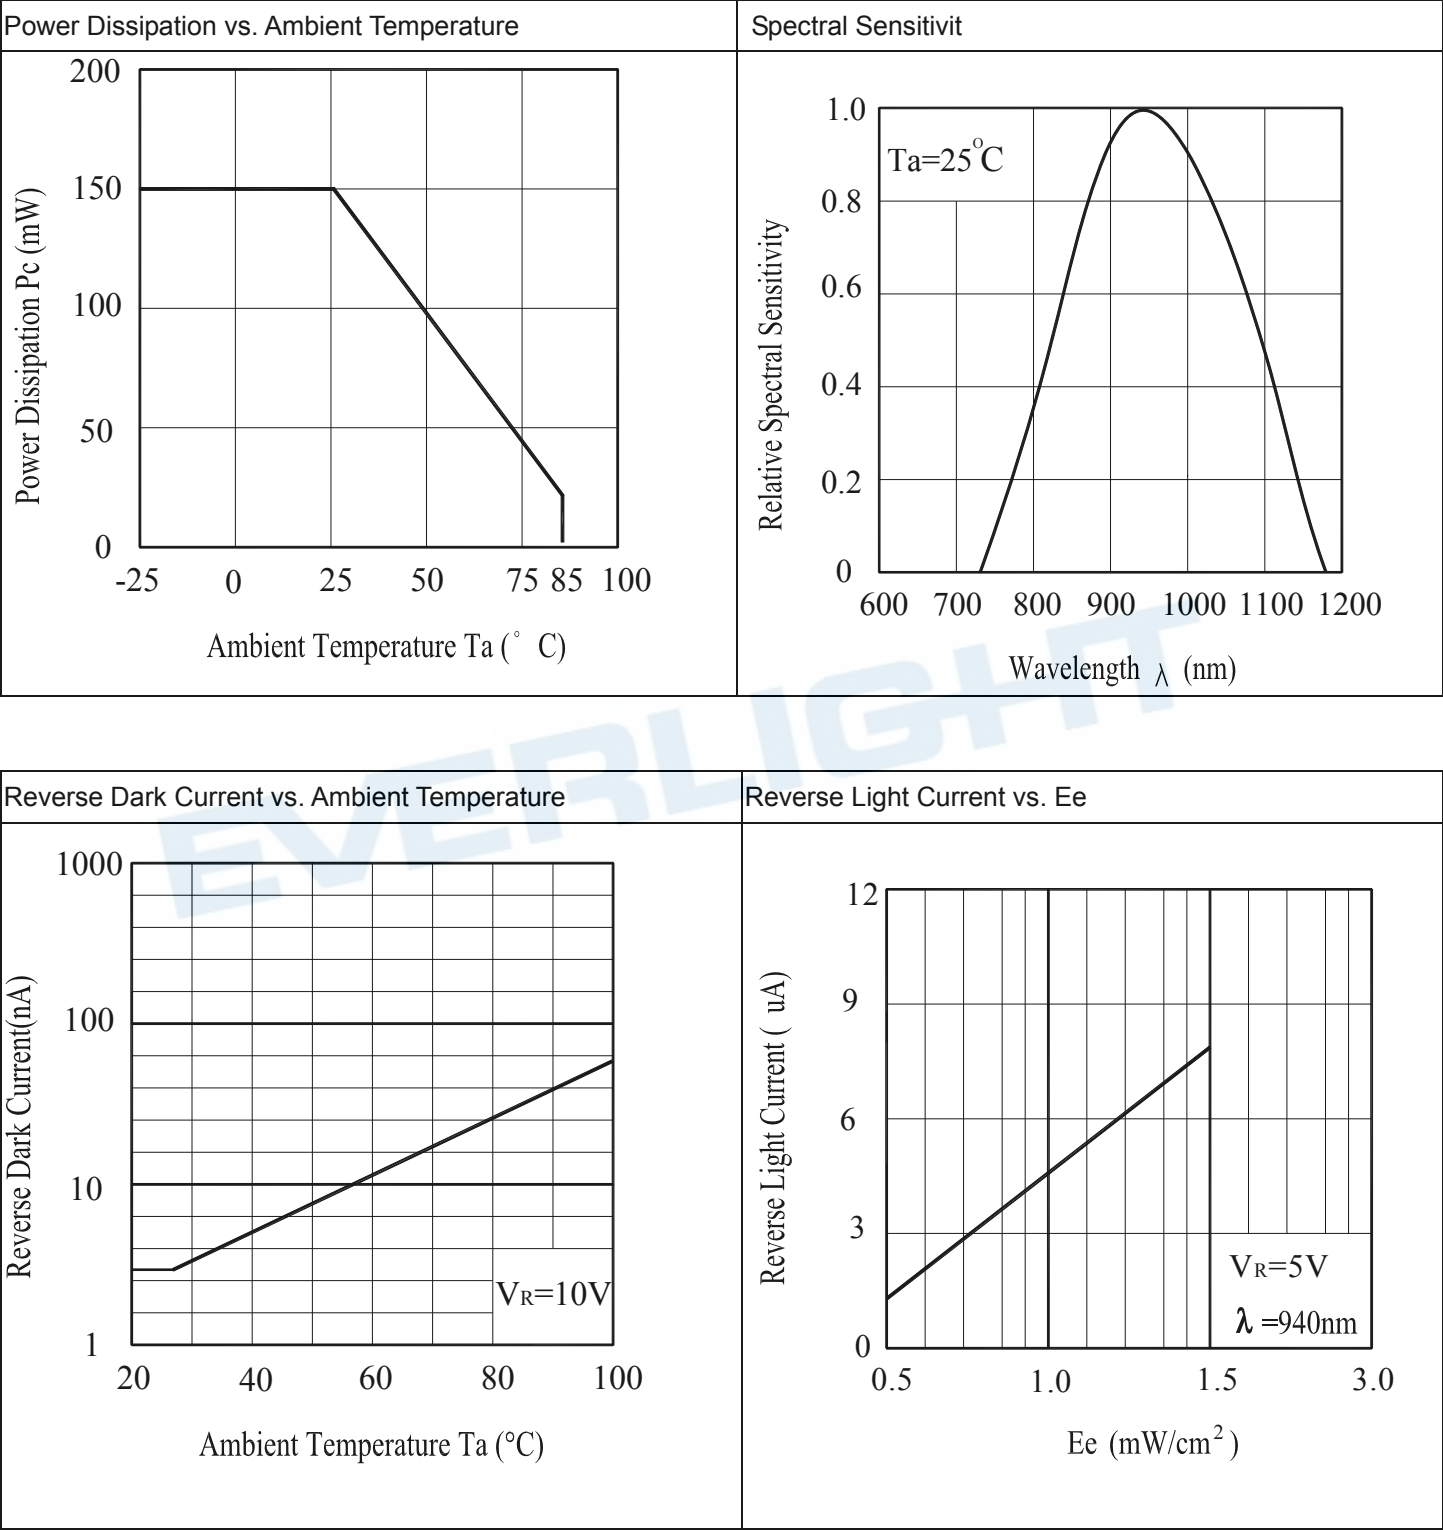 Power Dissipation vs. Ambient Temperature
200
150
100
50
0
-25 0 25 50 75 85 100
Power Dissipation Pc (mW)
Ambient Temperature Ta (° C)
Spectral Sensitivit
1.0
0.8
0.6
0.4
0.2
0
Ta=25°C
600 700 800 900 1000 1100 1200
Relative Spectral Sensitivity
Wavelength λ (nm)
EVERLIGHT
Reverse Dark Current vs. Ambient Temperature
1000
100
10
1
VR=10V
20 40 60 80 100
Reverse Dark Current(nA)
Ambient Temperature Ta (°C)
Reverse Light Current vs. Ee
12
9
6
3
0
VR=5V
λ =940nm
0.5 1.0 1.5 3.0
Reverse Light Current ( uA)
Ee (mW/cm²)